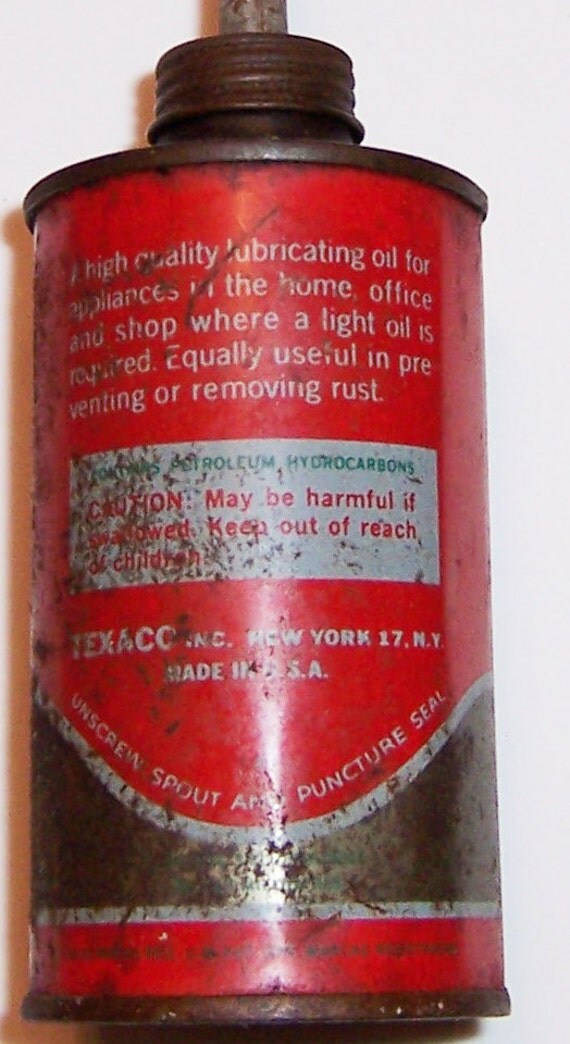 A high quality lubricating oil for
appliances in the home, office
and shop where a light oil is
required. Equally useful in pre
venting or removing rust.
CONTAINS PETROLEUM HYDROCARBONS
CAUTION: May be harmful if
swallowed. Keep out of reach
of children.
TEXACO INC. NEW YORK 17, N.Y.
MADE IN U.S.A.
UNSCREW SPOUT AND PUNCTURE SEAL